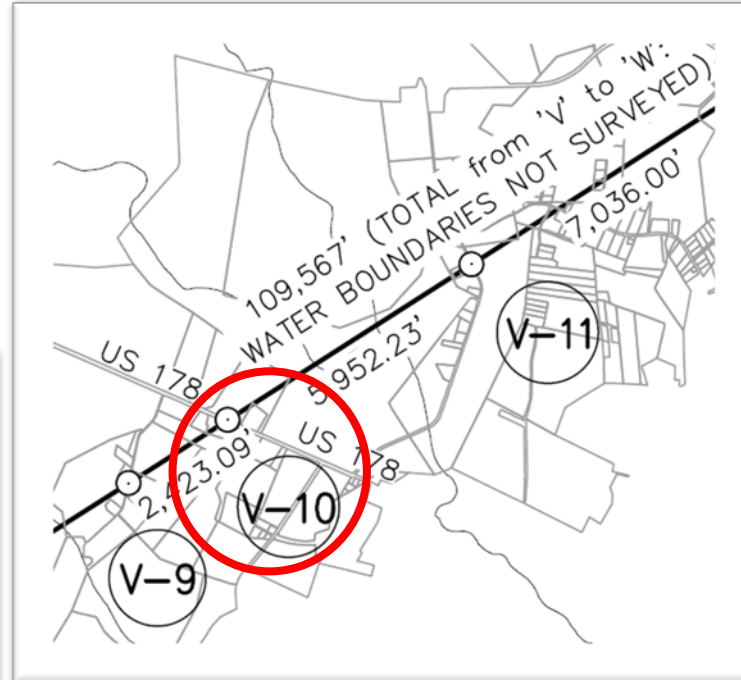 109,567' (TOTAL from 'V' to 'W':
WATER BOUNDARIES NOT SURVEYED)
7,036.00'
5,952.23'
V-11
US 178
US 178
2,423.09'
V-10
V-9